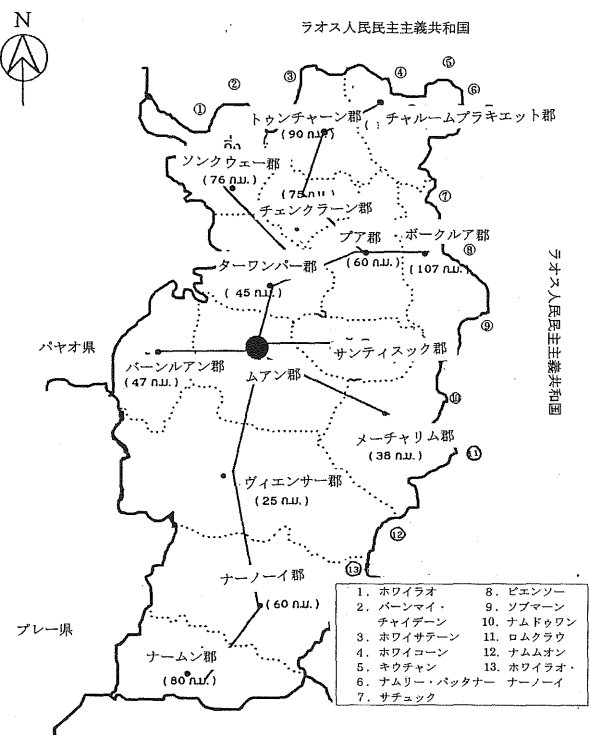 N
ラオス人民民主主義共和国
①
②
③
④
⑤
⑥
トゥンチャーン郡
(90 ก.ม.)
チャルームプラキエット郡
(
กิ่ง
ソンクウェー郡
(76 ก.ม.)
(75 ก.ม.)
チェンクラーン郡
⑦
プア郡
(60 ก.ม.)
ボークルア郡
(107 ก.ม.)
⑧
ターワンパー郡
(45 ก.ม.)
ラオス人民民主主義共和国
⑨
パヤオ県
バーンルアン郡
(47 ก.ม.)
ムアン郡
サンティスック郡
⑩
メーチャリム郡
(38 ก.ม.)
⑪
ヴィエンサー郡
(25 ก.ม.)
⑫
ナーノーイ郡
(60 ก.ม.)
⑬
プレー県
ナームン郡
(80 ก.ม.)
1. ホワイラオ
2. バーンマイ・
チャイデーン
3. ホワイサテーン
4. ホワイコーン
5. キウチャン
6. ナムリー・パッタナー
7. サチュック
8. ピエンソー
9. ソブマーン
10. ナムドゥワン
11. ロムクラウ
12. ナムムオン
13. ホワイラオ・
ナーノーイ